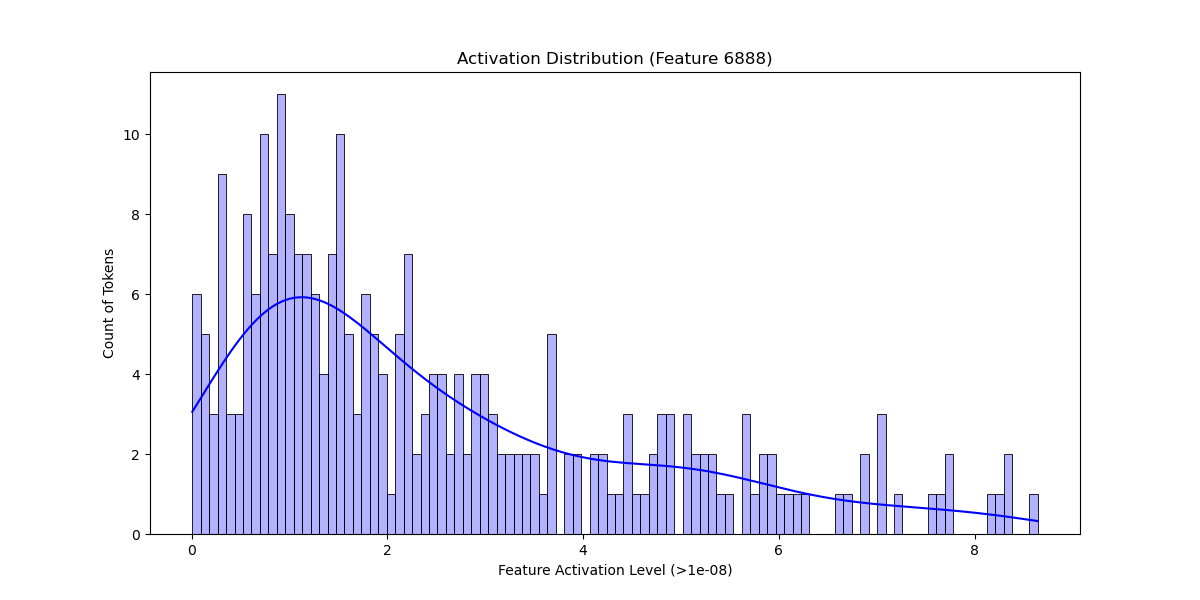 Activation Distribution (Feature 6888)
Count of Tokens
10
8
6
4
2
0
0 2 4 6 8
Feature Activation Level (>1e-08)